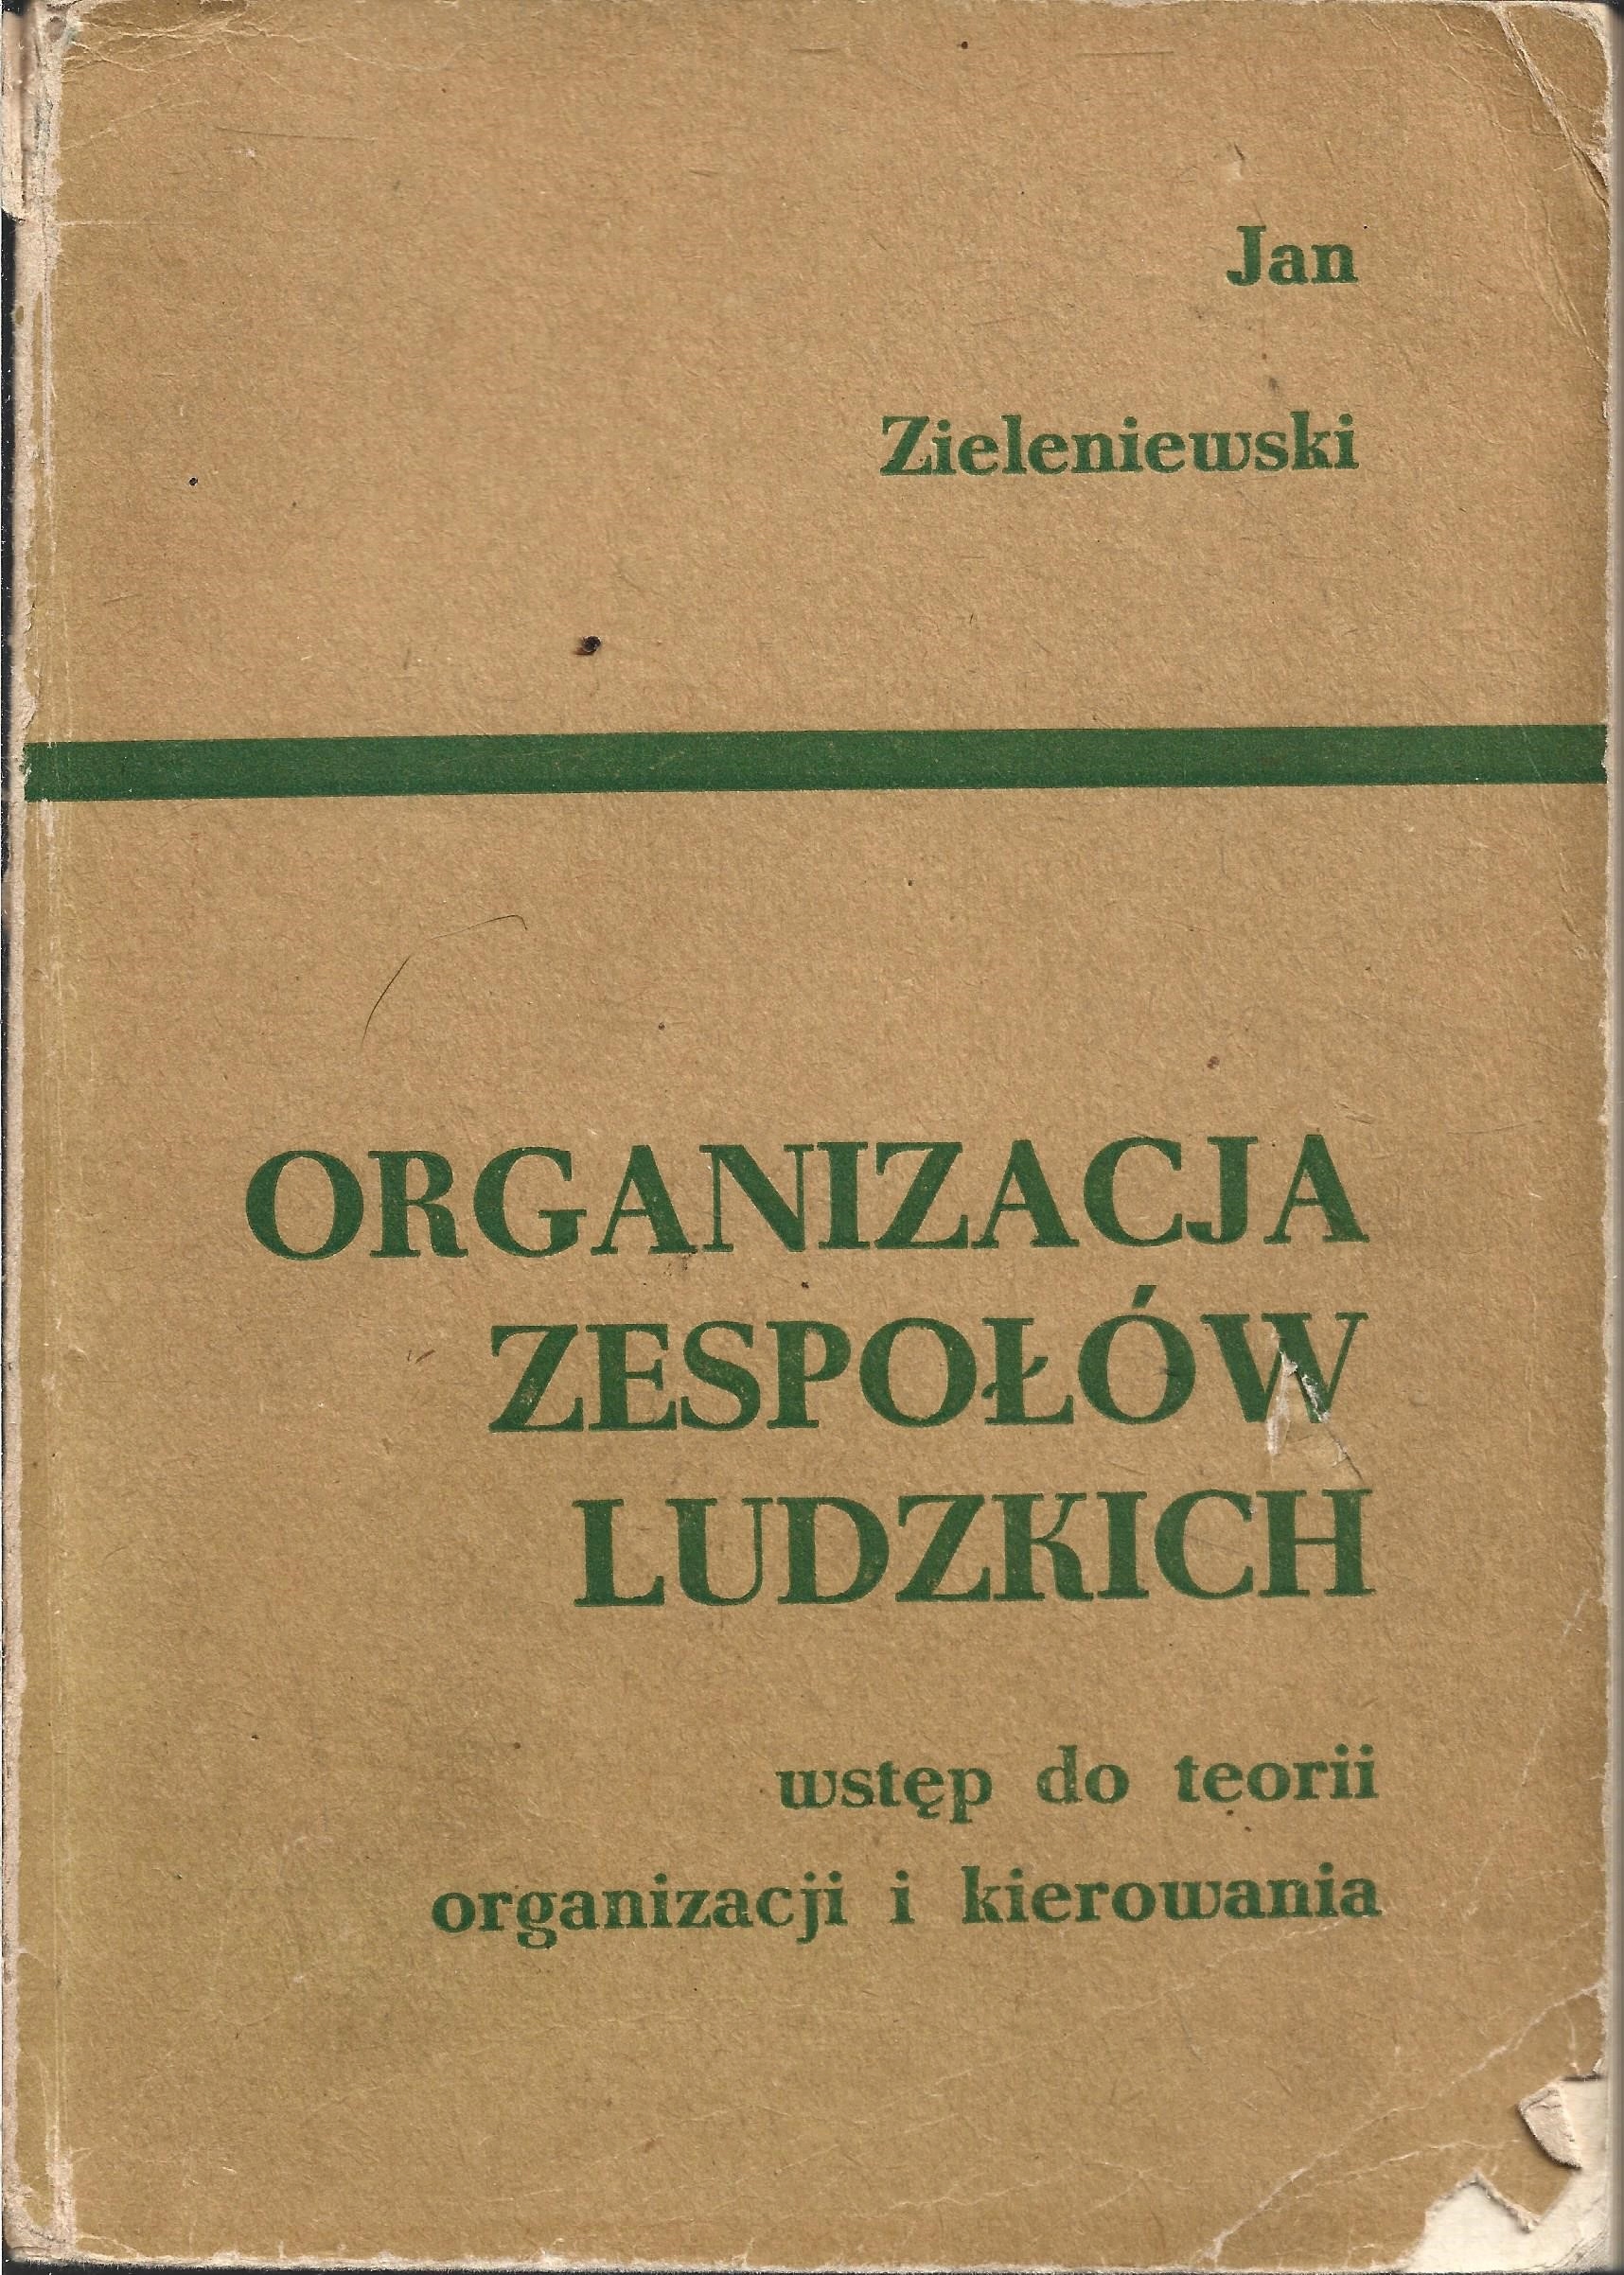 Jan
Zieleniewski
ORGANIZACJA
ZESPOŁÓW
LUDZKICH
wstęp do teorii
organizacji i kierowania